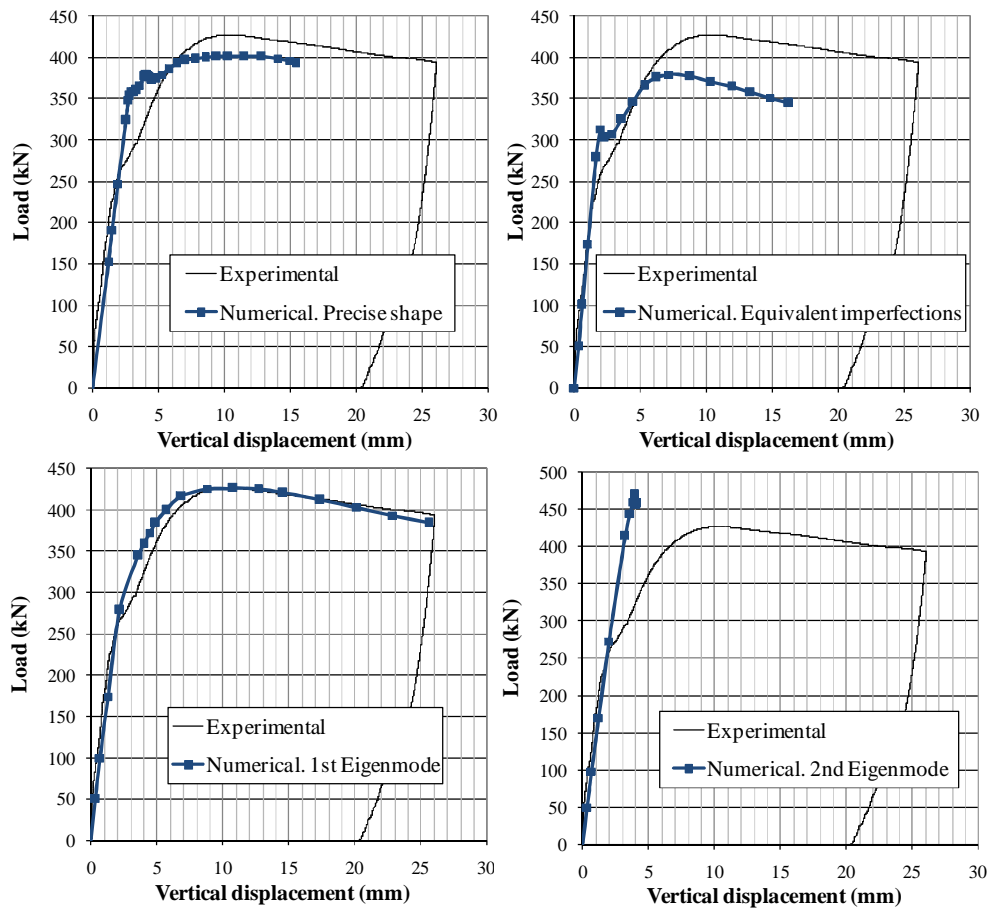 450
400
350
300
250
200
150
100
50
0
Load (kN)
Experimental
Numerical. Precise shape
0 5 10 15 20 25 30
Vertical displacement (mm)
450
400
350
300
250
200
150
100
50
0
Load (kN)
Experimental
Numerical. Equivalent imperfections
0 5 10 15 20 25 30
Vertical displacement (mm)
450
400
350
300
250
200
150
100
50
0
Load (kN)
Experimental
Numerical. 1st Eigenmode
0 5 10 15 20 25 30
Vertical displacement (mm)
500
450
400
350
300
250
200
150
100
50
0
Load (kN)
Experimental
Numerical. 2nd Eigenmode
0 5 10 15 20 25 30
Vertical displacement (mm)